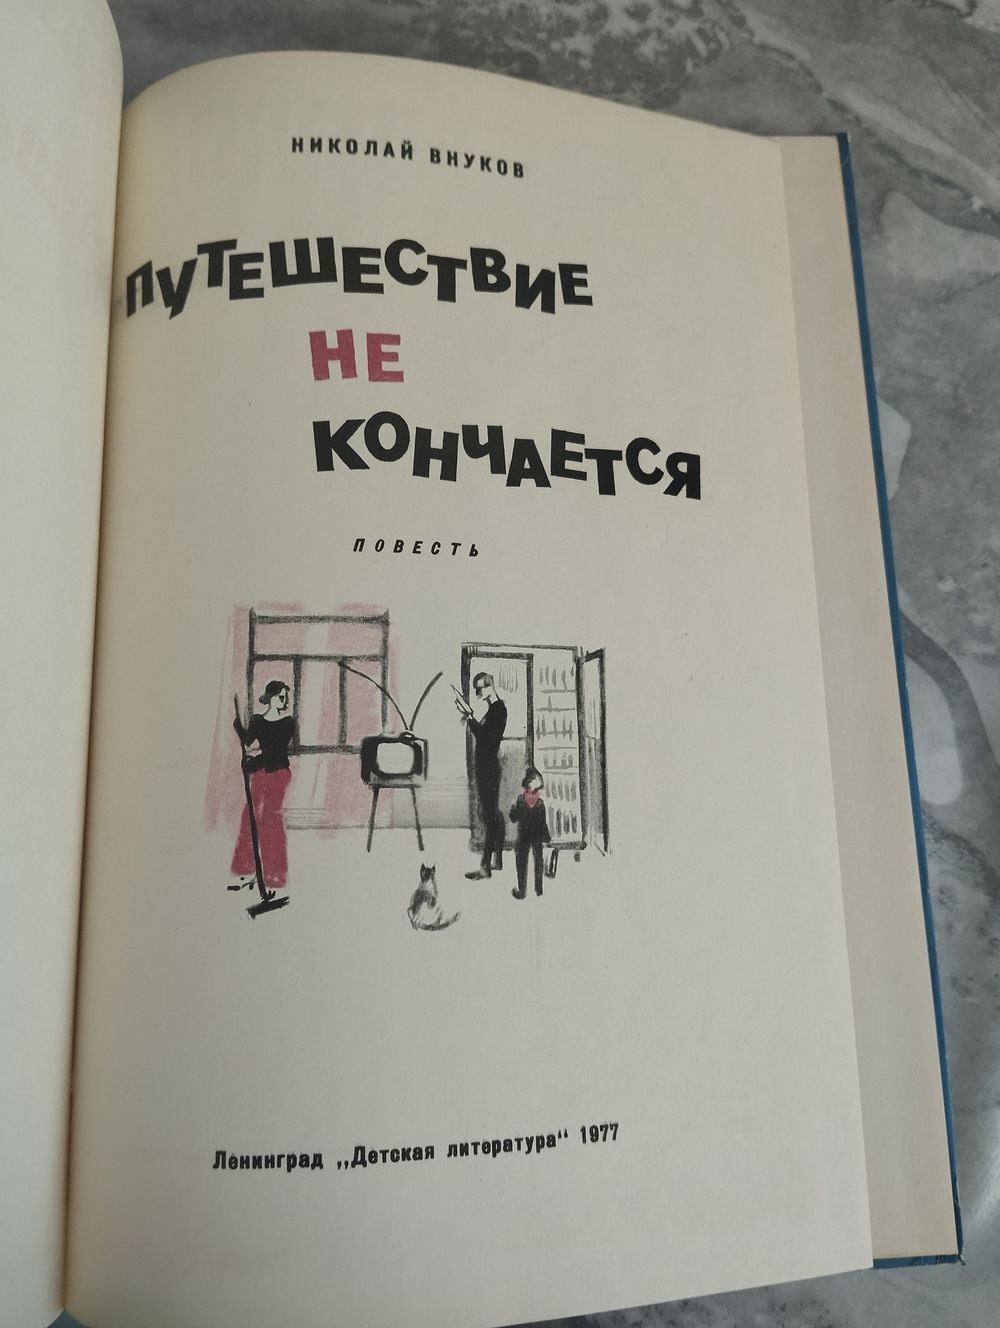 НИКОЛАЙ ВНУКОВ
ПУТЕШЕСТВИЕ
НЕ
КОНЧАЕТСЯ
ПОВЕСТЬ
Ленинград „Детская литература“ 1977